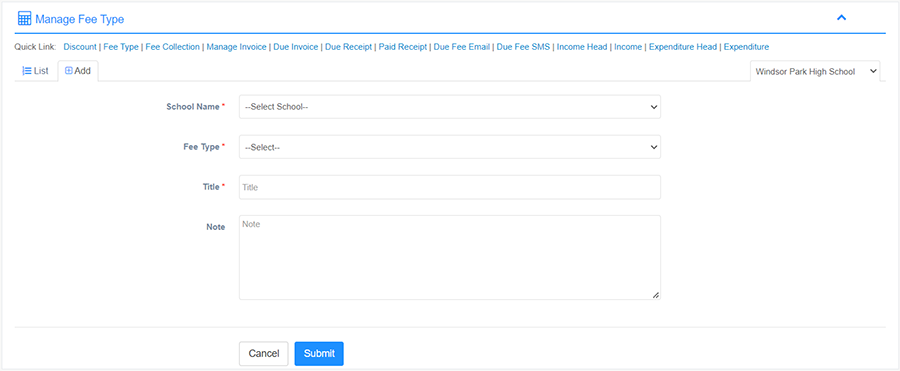 Manage Fee Type
Quick Link: Discount | Fee Type | Fee Collection | Manage Invoice | Due Invoice | Due Receipt | Paid Receipt | Due Fee Email | Due Fee SMS | Income Head | Income | Expenditure Head | Expenditure
List Add Windsor Park High School
School Name * --Select School--
Fee Type * --Select--
Title * Title
Note Note
Cancel Submit